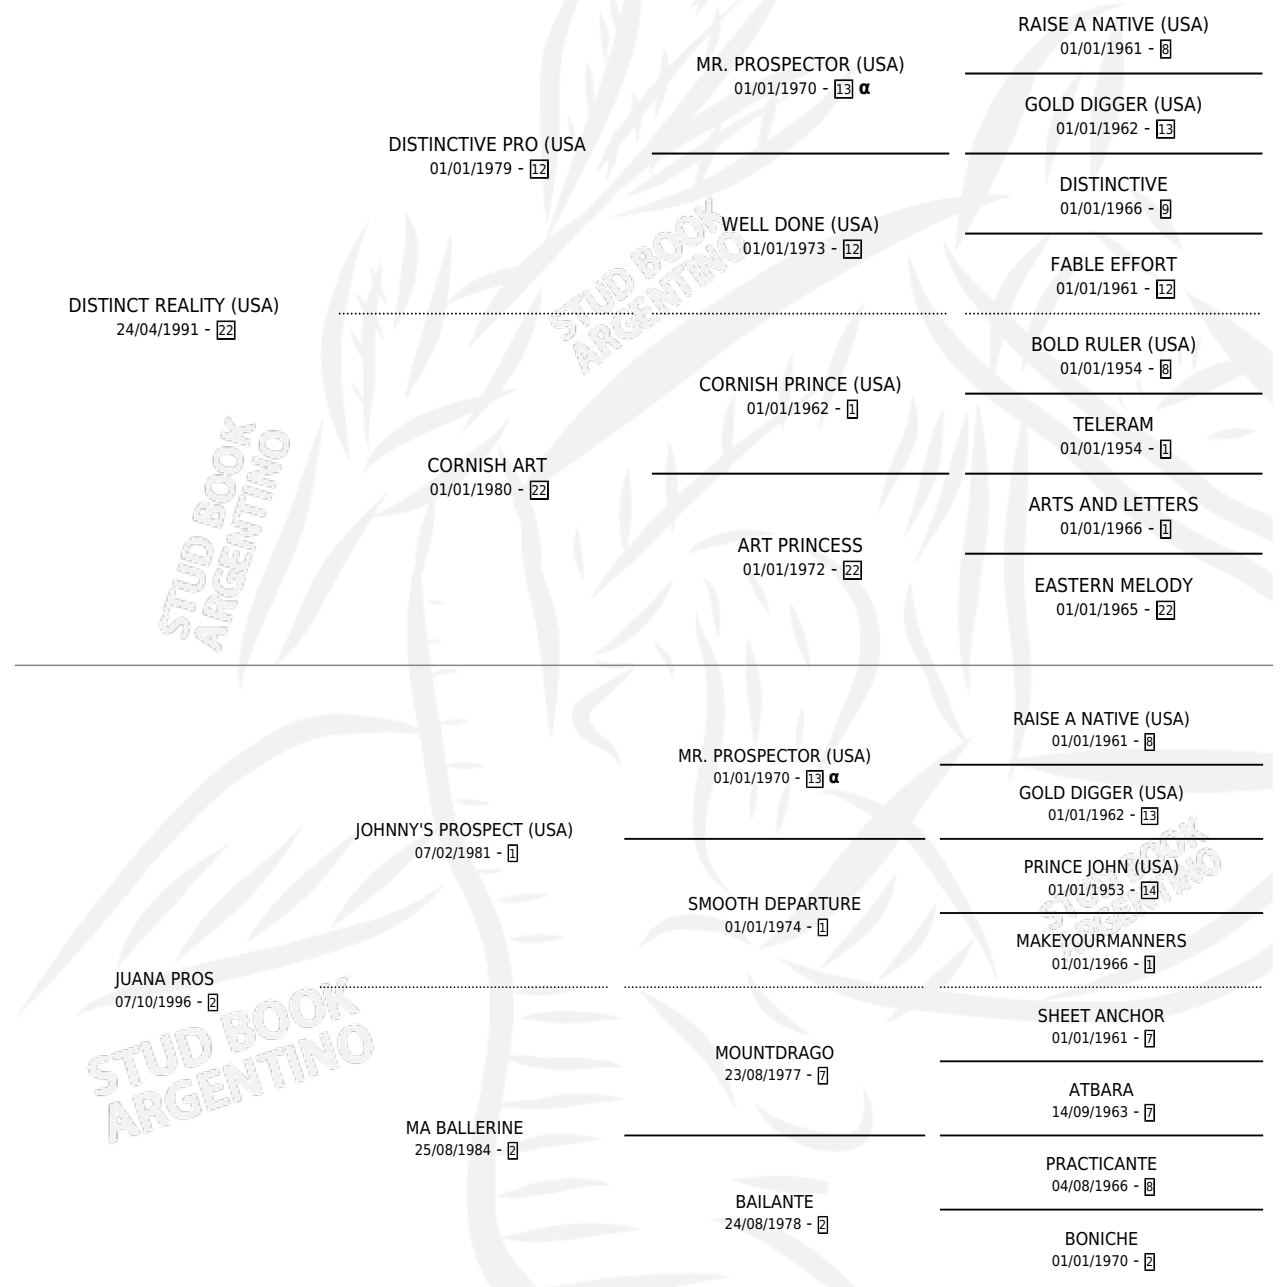 RAISE A NATIVE (USA)
01/01/1961 - 8
MR. PROSPECTOR (USA)
01/01/1970 - 13 α
GOLD DIGGER (USA)
01/01/1962 - 13
DISTINCTIVE PRO (USA
01/01/1979 - 12
DISTINCTIVE
01/01/1966 - 9
WELL DONE (USA)
01/01/1973 - 12
FABLE EFFORT
01/01/1961 - 12
DISTINCT REALITY (USA)
24/04/1991 - 22
BOLD RULER (USA)
01/01/1954 - 8
CORNISH PRINCE (USA)
01/01/1962 - 1
TELERAM
01/01/1954 - 1
CORNISH ART
01/01/1980 - 22
ARTS AND LETTERS
01/01/1966 - 1
ART PRINCESS
01/01/1972 - 22
EASTERN MELODY
01/01/1965 - 22
STUD BOOK
ARGENTINO
STUD BOOK
ARGENTINO
RAISE A NATIVE (USA)
01/01/1961 - 8
MR. PROSPECTOR (USA)
01/01/1970 - 13 α
GOLD DIGGER (USA)
01/01/1962 - 13
JOHNNY'S PROSPECT (USA)
07/02/1981 - 1
PRINCE JOHN (USA)
01/01/1953 - 14
SMOOTH DEPARTURE
01/01/1974 - 1
MAKEYOURMANNERS
01/01/1966 - 1
JUANA PROS
07/10/1996 - 2
SHEET ANCHOR
01/01/1961 - 7
MOUNTDRAGO
23/08/1977 - 7
ATBARA
14/09/1963 - 7
MA BALLERINE
25/08/1984 - 2
PRACTICANTE
04/08/1966 - 8
BAILANTE
24/08/1978 - 2
BONICHE
01/01/1970 - 2
STUD BOOK
ARGENTINO
STUD BOOK
ARGENTINO